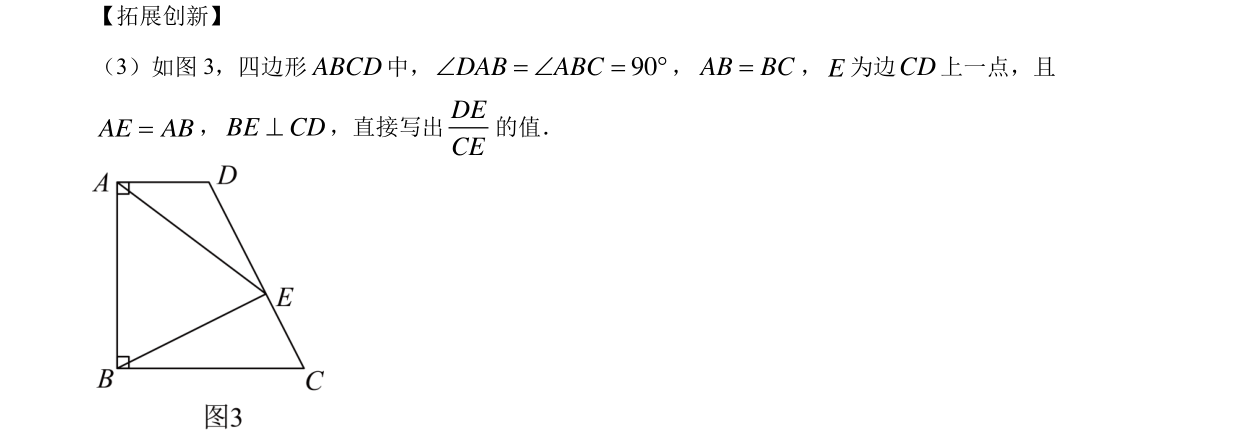 【拓展创新】
（3）如图 3，四边形 ABCD 中，∠DAB = ∠ABC = 90°，AB = BC，E 为边 CD 上一点，且
AE = AB，BE ⊥ CD，直接写出 DE/CE 的值．
A D
E
B C
图3